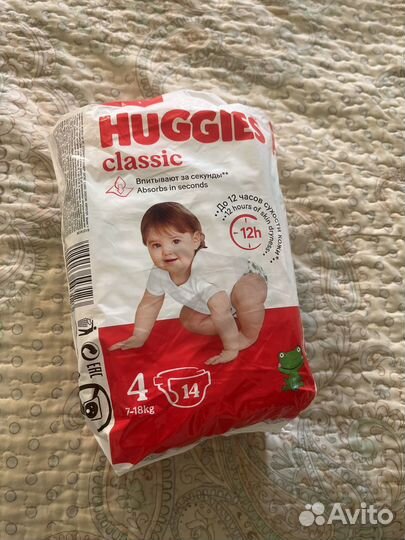 HUGGIES
classic
Впитывают за секунды**
Absorbs in seconds
**До 12 часов сухости кожи*
**12 hours of skin dryness**
12h
4
14
7-18kg
EAC
Avito